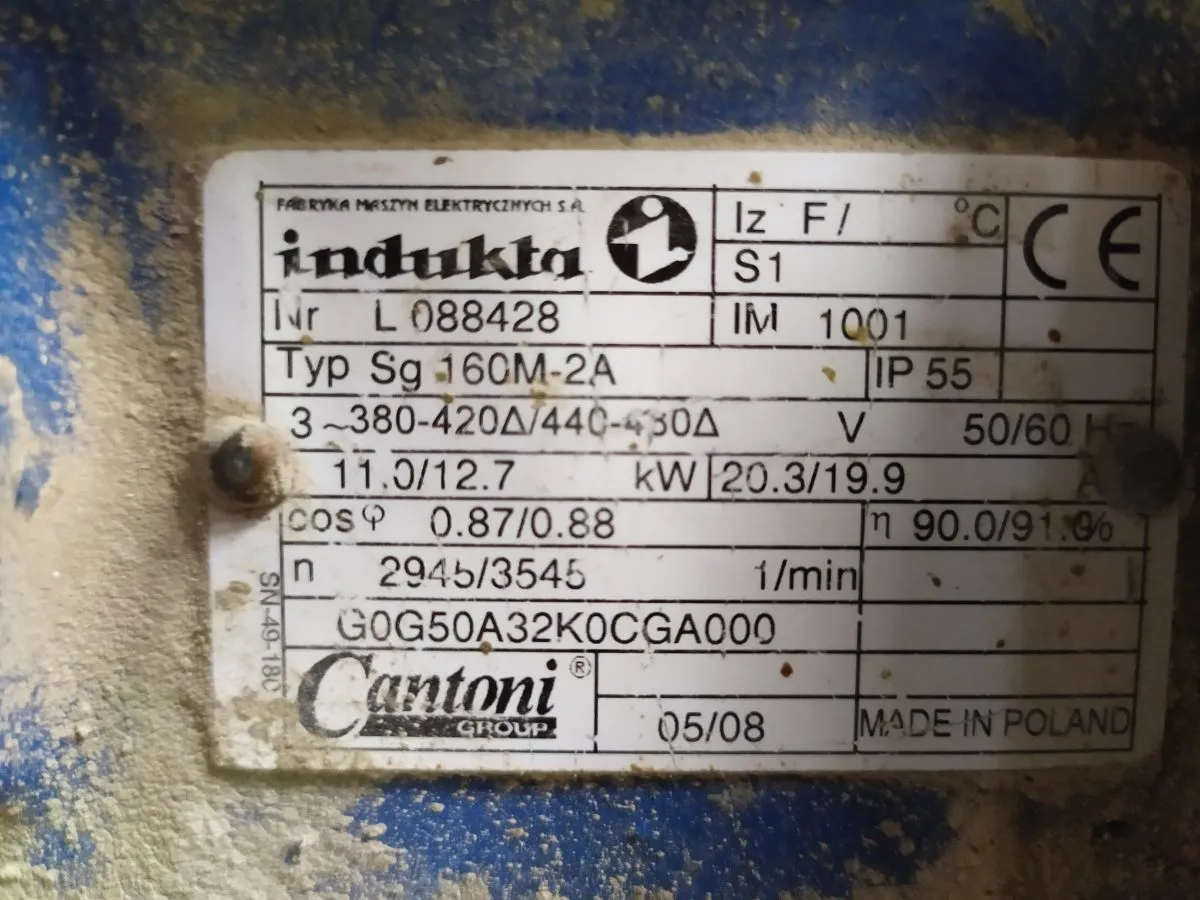 FABRYKA MASZYN ELEKTRYCZNYCH S.A.
indukta
Iz F/ °C
S1
CE
Nr L 088428
IM 1001
Typ Sg 160M-2A
IP 55
3~380-420Δ/440-480Δ V 50/60 Hz
11.0/12.7 kW
20.3/19.9 A
cosφ 0.87/0.88
η 90.0/91.0%
n 2945/3545 1/min
G0G50A32K0CGA000
SN-49-180
Cantoni®
GROUP
05/08
MADE IN POLAND